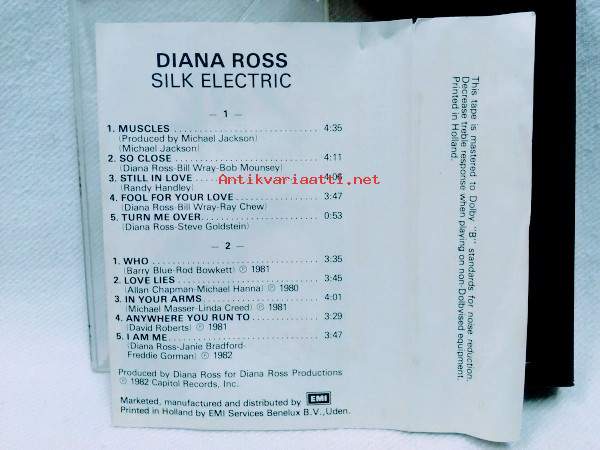 DIANA ROSS
SILK ELECTRIC
— 1 —
1. MUSCLES 4:35
(Produced by Michael Jackson)
(Michael Jackson)
2. SO CLOSE 4:11
(Diana Ross-Bill Wray-Bob Mounsey)
3. STILL IN LOVE 4:06
(Randy Handley)
4. FOOL FOR YOUR LOVE 3:47
(Diana Ross-Bill Wray-Ray Chew)
5. TURN ME OVER 0:53
(Diana Ross-Steve Goldstein)
— 2 —
1. WHO 3:35
(Barry Blue-Rod Bowkett) ℗ 1981
2. LOVE LIES 3:45
(Allan Chapman-Michael Hanna) ℗ 1980
3. IN YOUR ARMS 4:01
(Michael Masser-Linda Creed) ℗ 1981
4. ANYWHERE YOU RUN TO 3:29
(David Roberts) ℗ 1981
5. I AM ME 3:47
(Diana Ross-Janie Bradford-
Freddie Gorman) ℗ 1982
Produced by Diana Ross for Diana Ross Productions
℗ 1982 Capitol Records, Inc.
Marketed, manufactured and distributed by EMI
Printed in Holland by EMI Services Benelux B.V., Uden.
This tape is mastered to Dolby "B" standards for noise reduction.
Decrease treble response when playing on non-Dolbyised equipment.
Printed in Holland.
Antikvariaatti.net